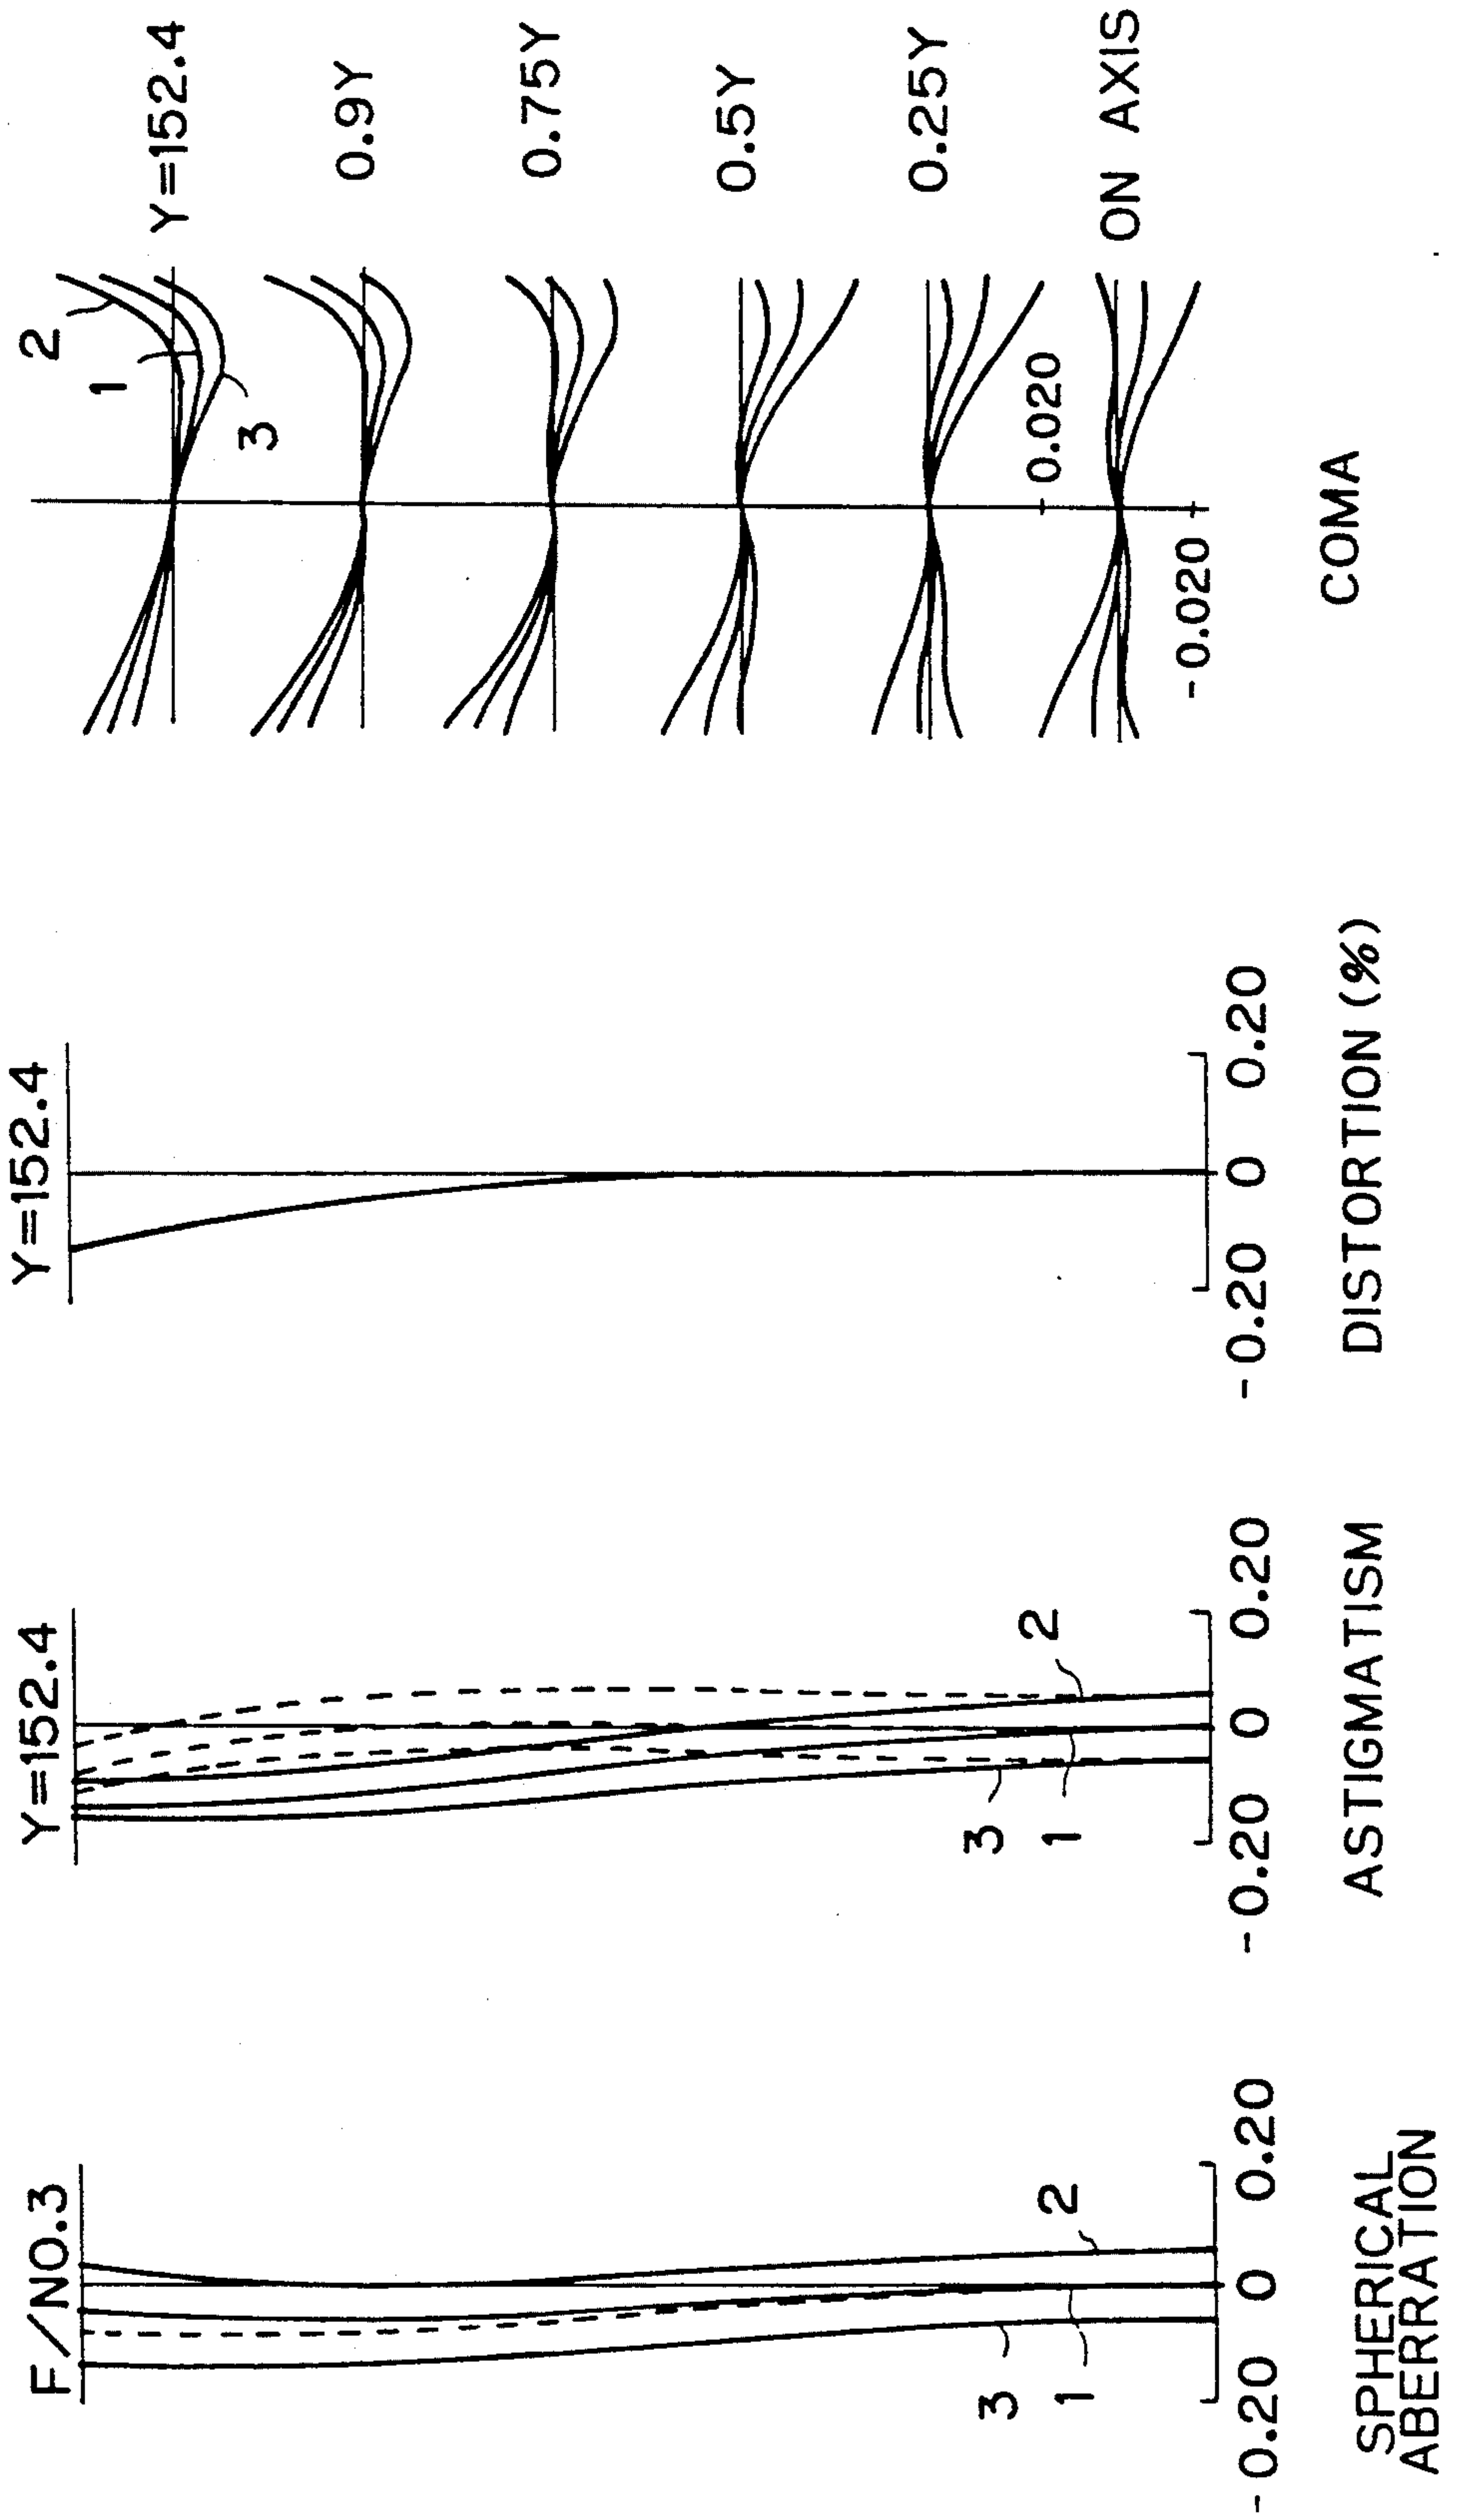 F/NO.3
3
1
2
-0.20 0 0.20
SPHERICAL
ABERRATION
Y=152.4
3
1
2
-0.20 0 0.20
ASTIGMATISM
Y=152.4
-0.20 0 0.20
DISTORTION (%)
2
1
3
Y=152.4
0.9Y
0.75Y
0.5Y
0.25Y
0.020
ON AXIS
-0.020
COMA